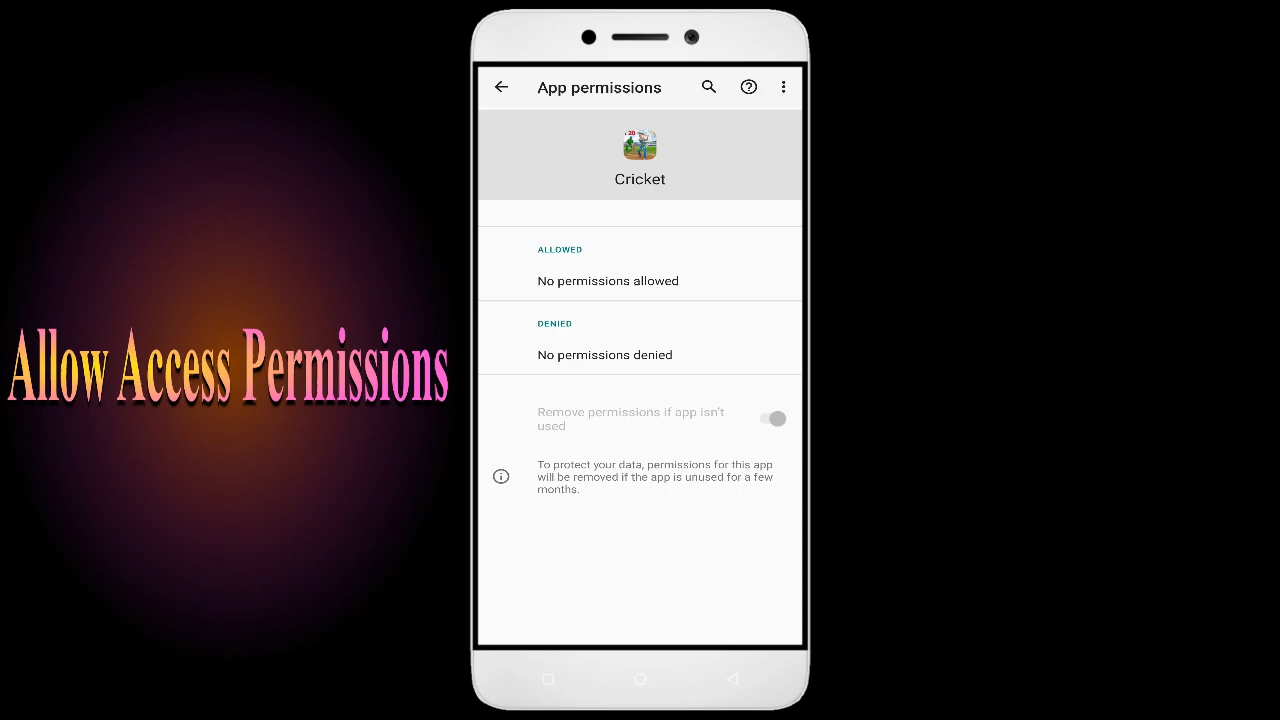 Allow Access Permissions
App permissions
20
Cricket
ALLOWED
No permissions allowed
DENIED
No permissions denied
Remove permissions if app isn't
used
To protect your data, permissions for this app
will be removed if the app is unused for a few
months.